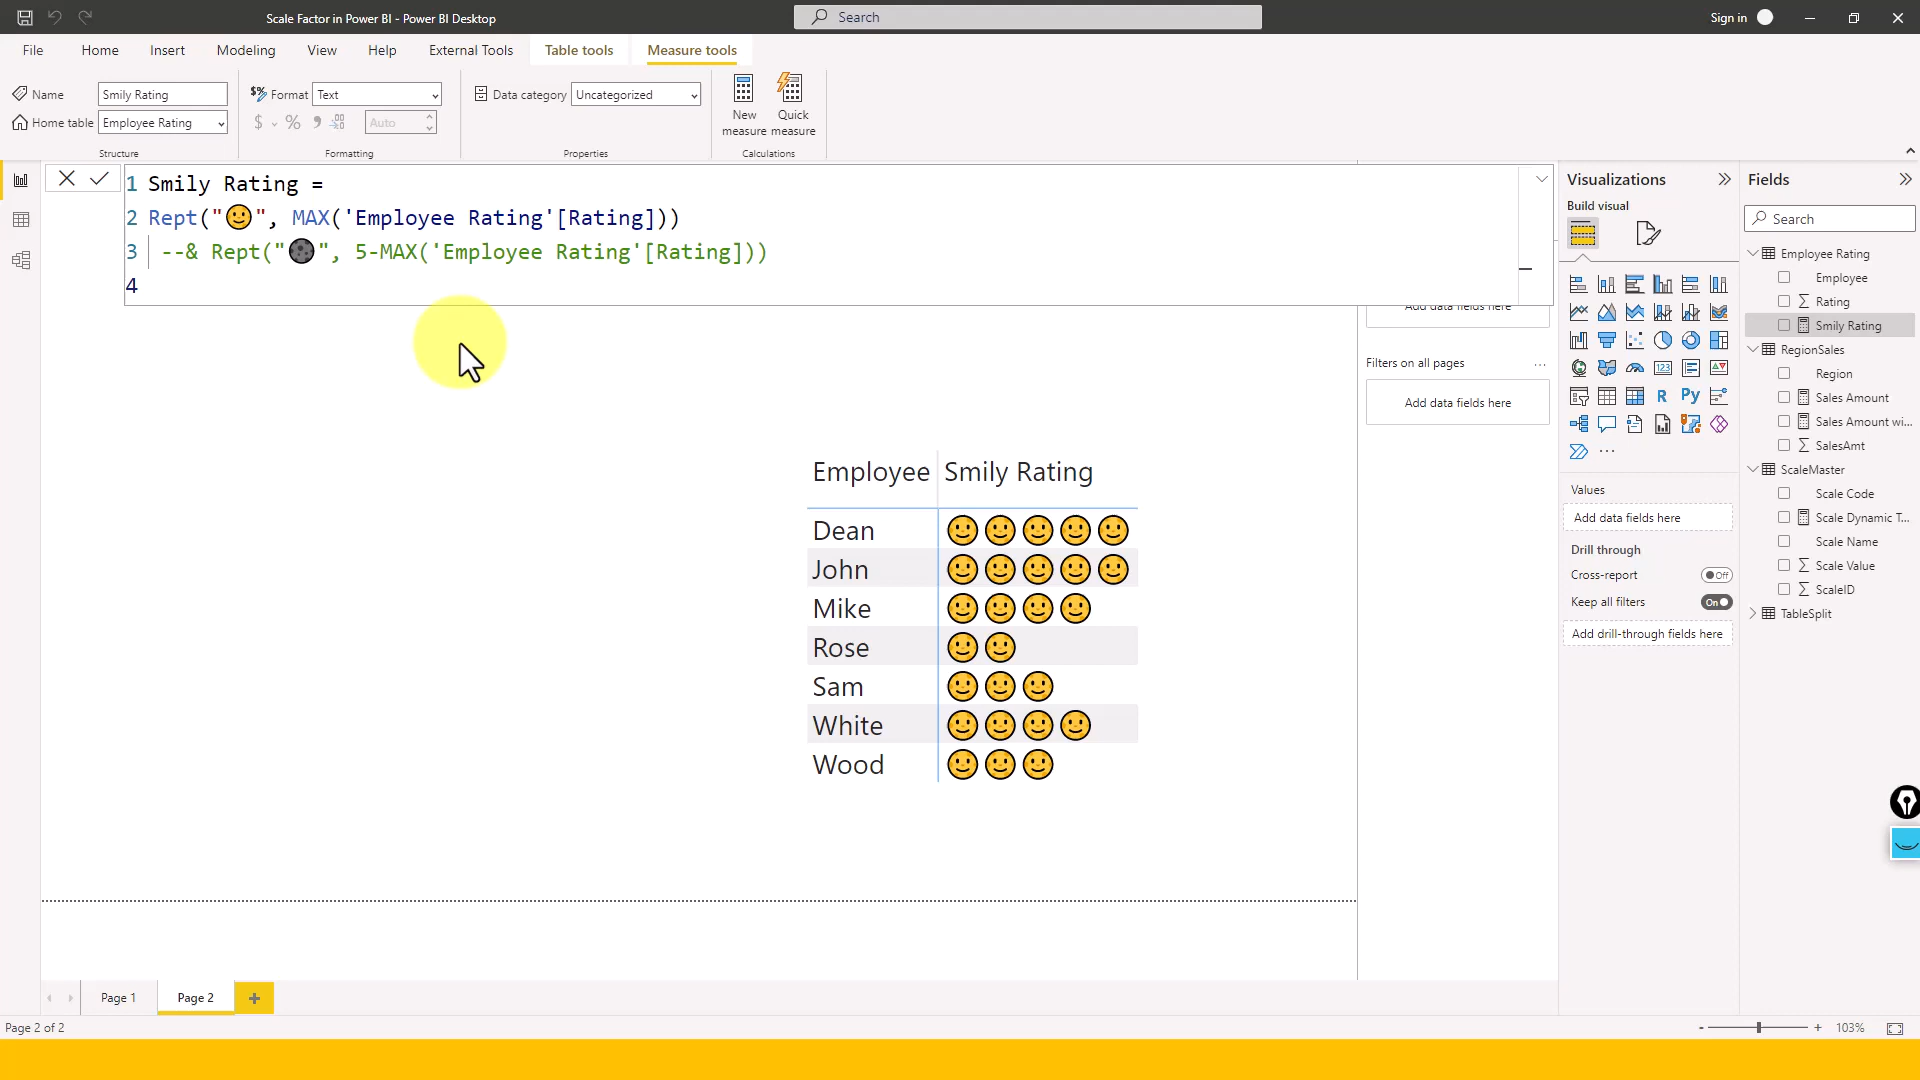 Scale Factor in Power BI - Power BI Desktop
Search
Sign in
File Home Insert Modeling View Help External Tools Table tools Measure tools
Name Smily Rating
Home table Employee Rating
Structure
Format Text
$ % Auto
Formatting
Data category Uncategorized
Properties
New measure
Quick measure
Calculations
1 Smily Rating =
2 Rept("🙂", MAX('Employee Rating'[Rating]))
3 --& Rept("🌑", 5-MAX('Employee Rating'[Rating]))
4
Add data fields here
Filters on all pages ...
Add data fields here
Employee Smily Rating
Dean 🙂🙂🙂🙂🙂
John 🙂🙂🙂🙂🙂
Mike 🙂🙂🙂🙂
Rose 🙂🙂
Sam 🙂🙂🙂
White 🙂🙂🙂🙂
Wood 🙂🙂🙂
Visualizations
Build visual
123
R Py
...
Values
Add data fields here
Drill through
Cross-report Off
Keep all filters On
Add drill-through fields here
Fields
Search
Employee Rating
Employee
Rating
Smily Rating
RegionSales
Region
Sales Amount
Sales Amount wi...
SalesAmt
ScaleMaster
Scale Code
Scale Dynamic T...
Scale Name
Scale Value
ScaleID
TableSplit
Page 1 Page 2 +
Page 2 of 2
- + 103%